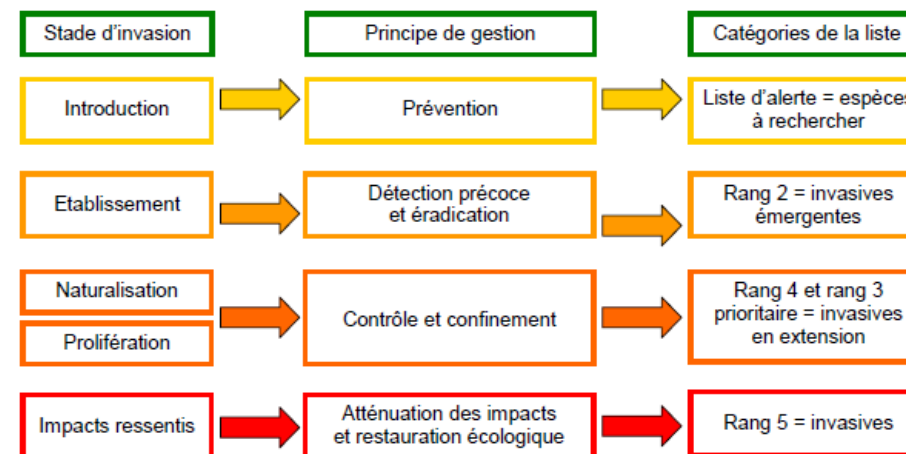 Stade d'invasion
Principe de gestion
Catégories de la liste
Introduction
Prévention
Liste d'alerte = espèces
à rechercher
Etablissement
Détection précoce
et éradication
Rang 2 = invasives
émergentes
Naturalisation
Prolifération
Contrôle et confinement
Rang 4 et rang 3
prioritaire = invasives
en extension
Impacts ressentis
Atténuation des impacts
et restauration écologique
Rang 5 = invasives